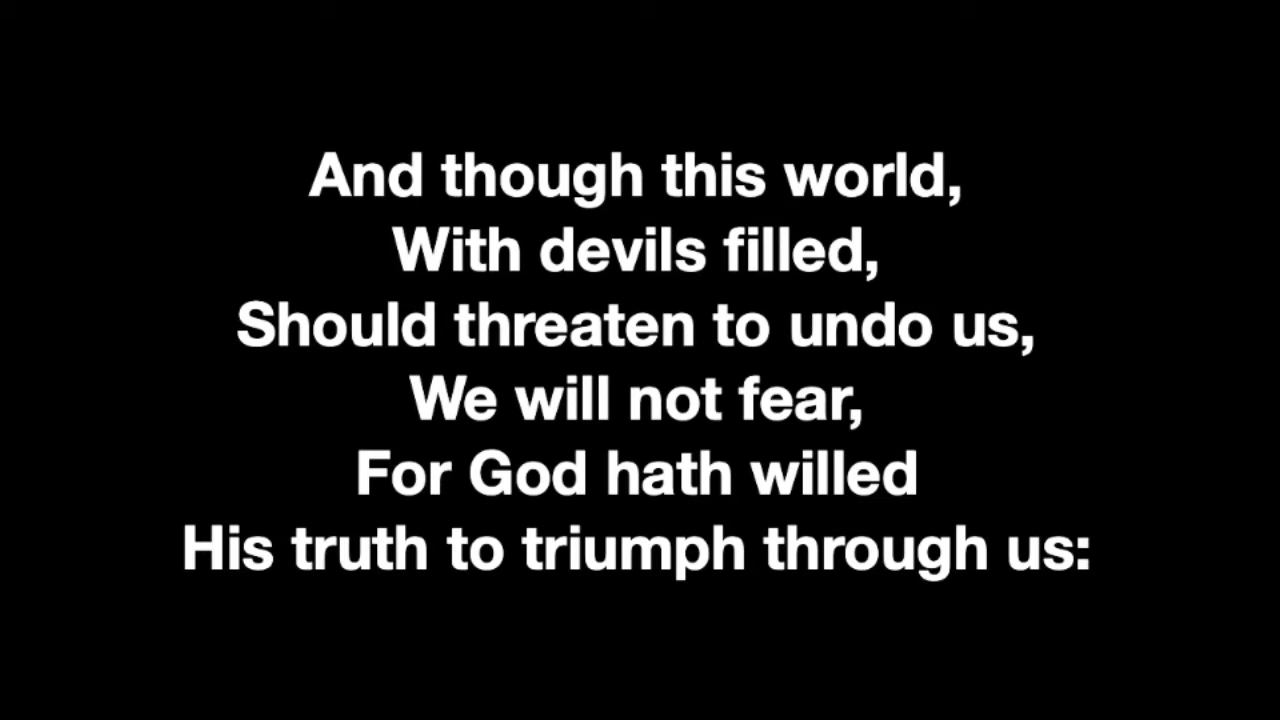 And though this world,
With devils filled,
Should threaten to undo us,
We will not fear,
For God hath willed
His truth to triumph through us: